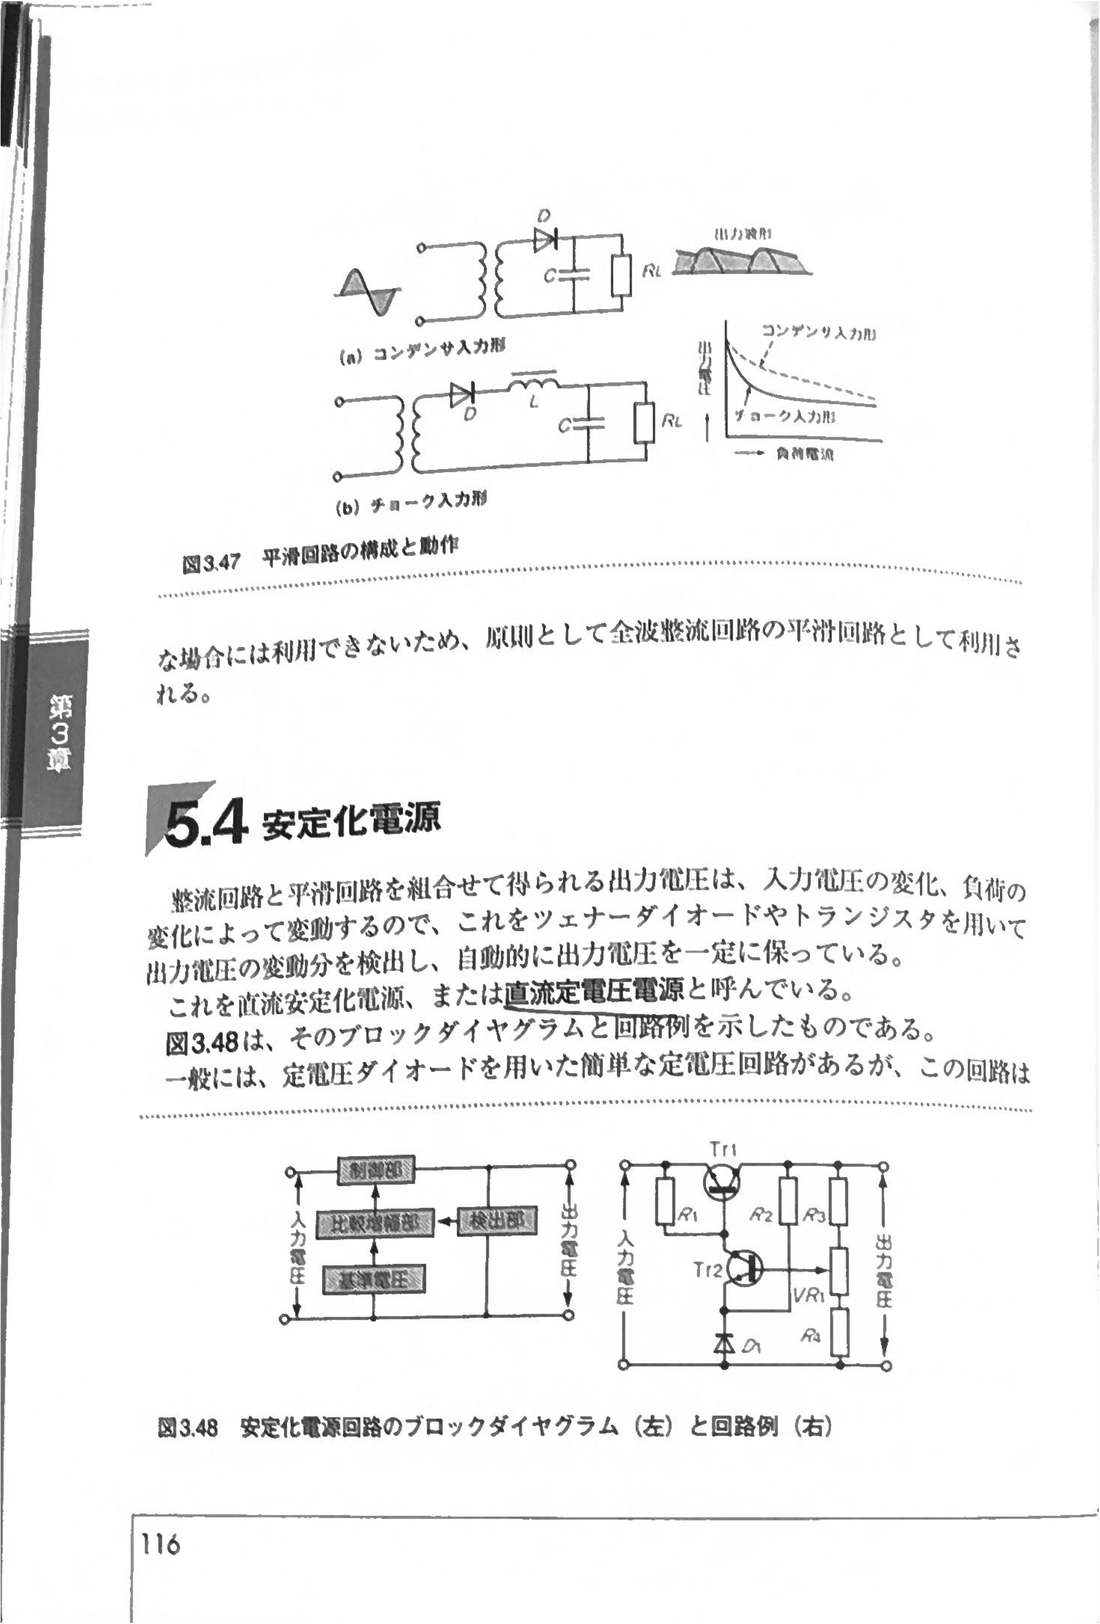 D
C
RL
出力波形
(a) コンデンサ入力形
D
L
C
RL
出力電圧
コンデンサ入力形
チョーク入力形
負荷電流
(b) チョーク入力形
図3.47 平滑回路の構成と動作
な場合には利用できないため、原則として全波整流回路の平滑回路として利用さ
れる。
第3章
5.4 安定化電源
整流回路と平滑回路を組合せて得られる出力電圧は、入力電圧の変化、負荷の
変化によって変動するので、これをツェナーダイオードやトランジスタを用いて
出力電圧の変動分を検出し、自動的に出力電圧を一定に保っている。
これを直流安定化電源、または直流定電圧電源と呼んでいる。
図3.48は、そのブロックダイヤグラムと回路例を示したものである。
一般には、定電圧ダイオードを用いた簡単な定電圧回路があるが、この回路は
制御部
比較増幅部
検出部
基準電圧
入力電圧
出力電圧
Tr1
R1
R2
R3
Tr2
VR1
R4
D1
入力電圧
出力電圧
図3.48 安定化電源回路のブロックダイヤグラム（左）と回路例（右）
116